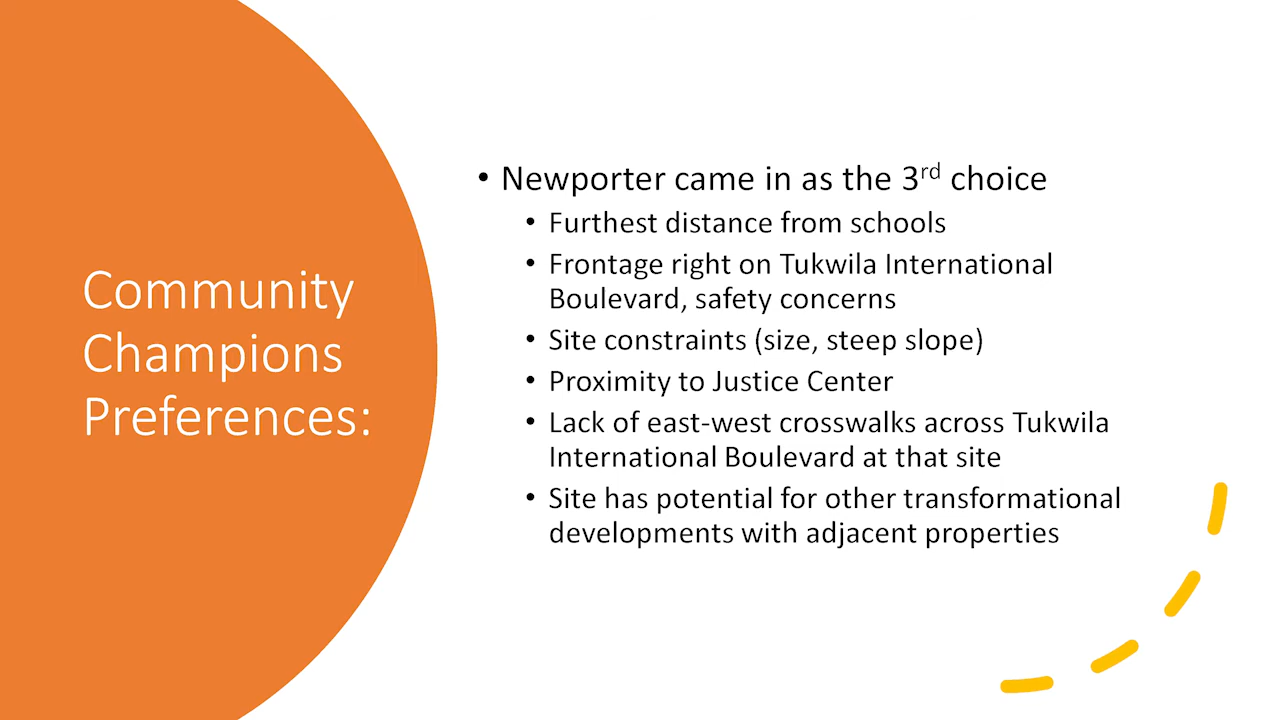 Community
Champions
Preferences:
• Newporter came in as the 3rd choice
• Furthest distance from schools
• Frontage right on Tukwila International
Boulevard, safety concerns
• Site constraints (size, steep slope)
• Proximity to Justice Center
• Lack of east-west crosswalks across Tukwila
International Boulevard at that site
• Site has potential for other transformational
developments with adjacent properties